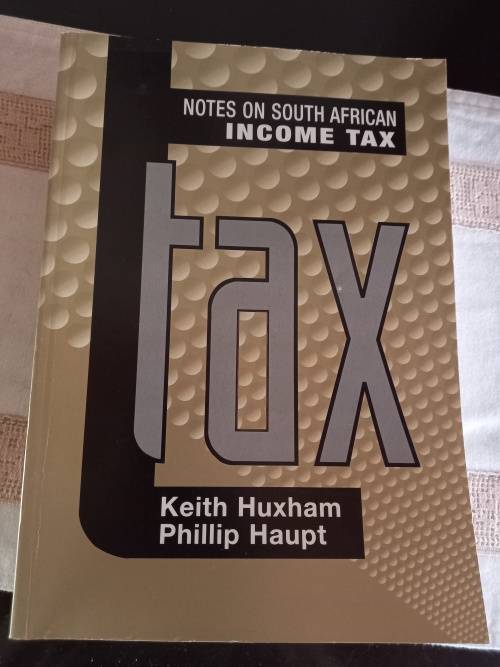 NOTES ON SOUTH AFRICAN
INCOME TAX
tax
Keith Huxham
Phillip Haupt